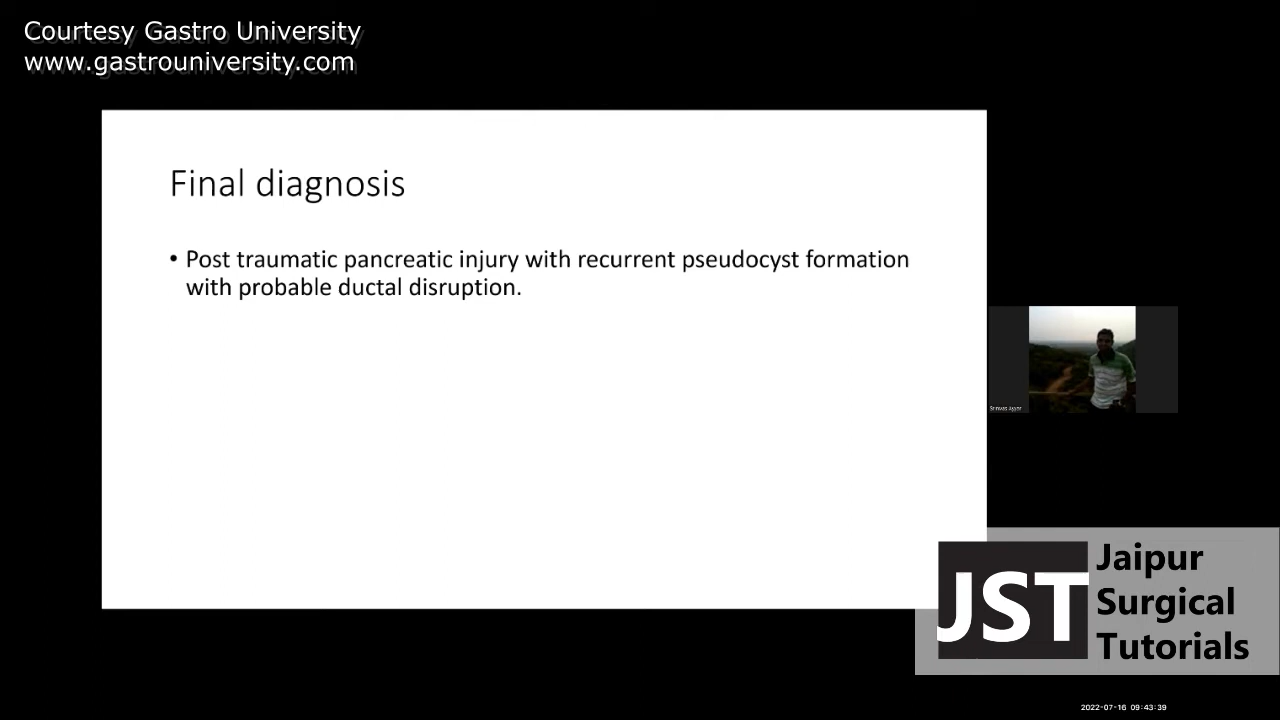 Courtesy Gastro University
www.gastrouniversity.com
Final diagnosis
• Post traumatic pancreatic injury with recurrent pseudocyst formation
with probable ductal disruption.
JST
Jaipur
Surgical
Tutorials
2022-07-16 09:43:39